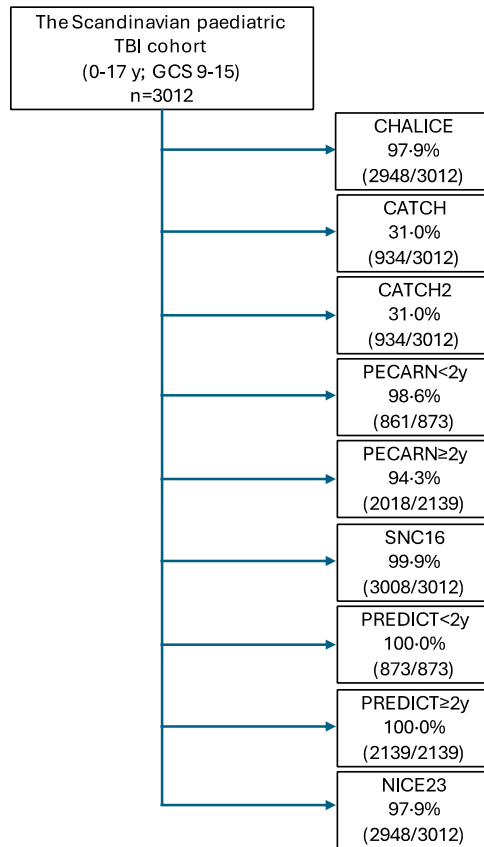 The Scandinavian paediatric
TBI cohort
(0-17 y; GCS 9-15)
n=3012
CHALICE
97·9%
(2948/3012)
CATCH
31·0%
(934/3012)
CATCH2
31·0%
(934/3012)
PECARN<2y
98·6%
(861/873)
PECARN≥2y
94·3%
(2018/2139)
SNC16
99·9%
(3008/3012)
PREDICT<2y
100·0%
(873/873)
PREDICT≥2y
100·0%
(2139/2139)
NICE23
97·9%
(2948/3012)